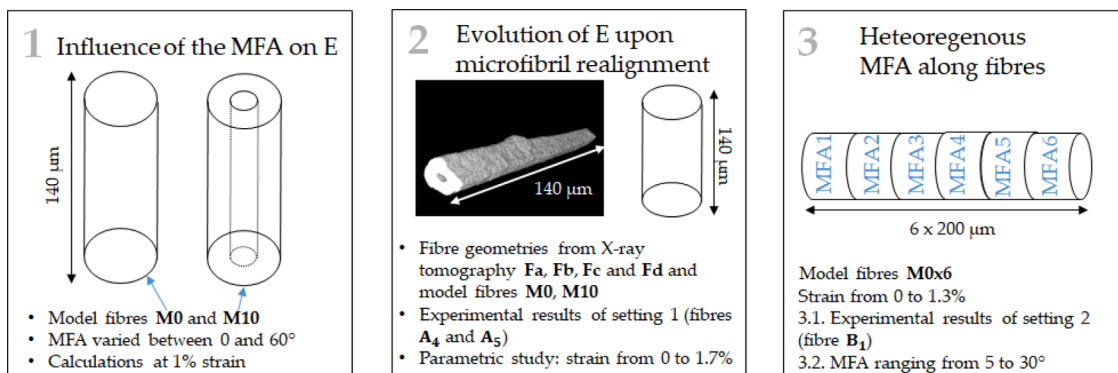 1 Influence of the MFA on E
140 µm
• Model fibres M0 and M10
• MFA varied between 0 and 60°
• Calculations at 1% strain
2 Evolution of E upon
microfibril realignment
140 µm
140 µm
• Fibre geometries from X-ray
tomography Fa, Fb, Fc and Fd and
model fibres M0, M10
• Experimental results of setting 1 (fibres
A4 and A5)
• Parametric study: strain from 0 to 1.7%
3 Heteoregenous
MFA along fibres
MFA1
MFA2
MFA3
MFA4
MFA5
MFA6
6 x 200 µm
Model fibres M0x6
Strain from 0 to 1.3%
3.1. Experimental results of setting 2
(fibre B1)
3.2. MFA ranging from 5 to 30°